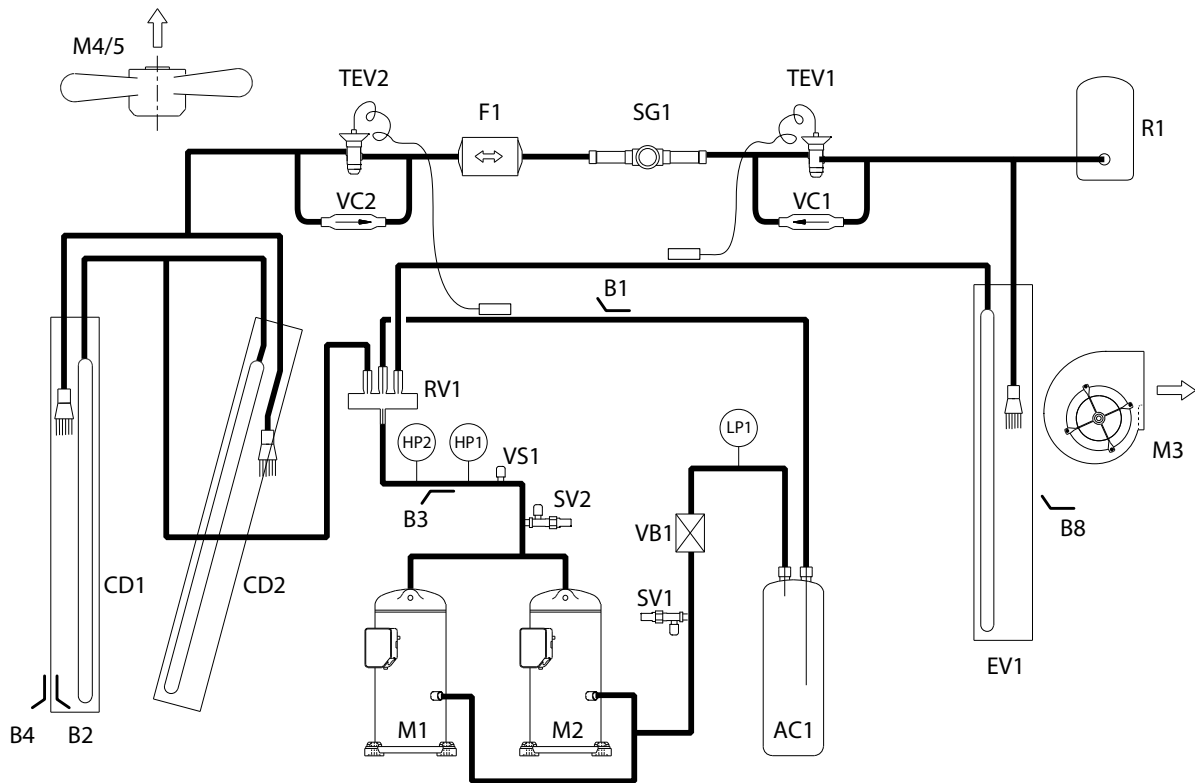 M4/5
TEV2
F1
SG1
TEV1
R1
VC2
VC1
B1
RV1
HP2
HP1
VS1
LP1
M3
B3
SV2
VB1
B8
CD1
CD2
SV1
EV1
B4
B2
M1
M2
AC1